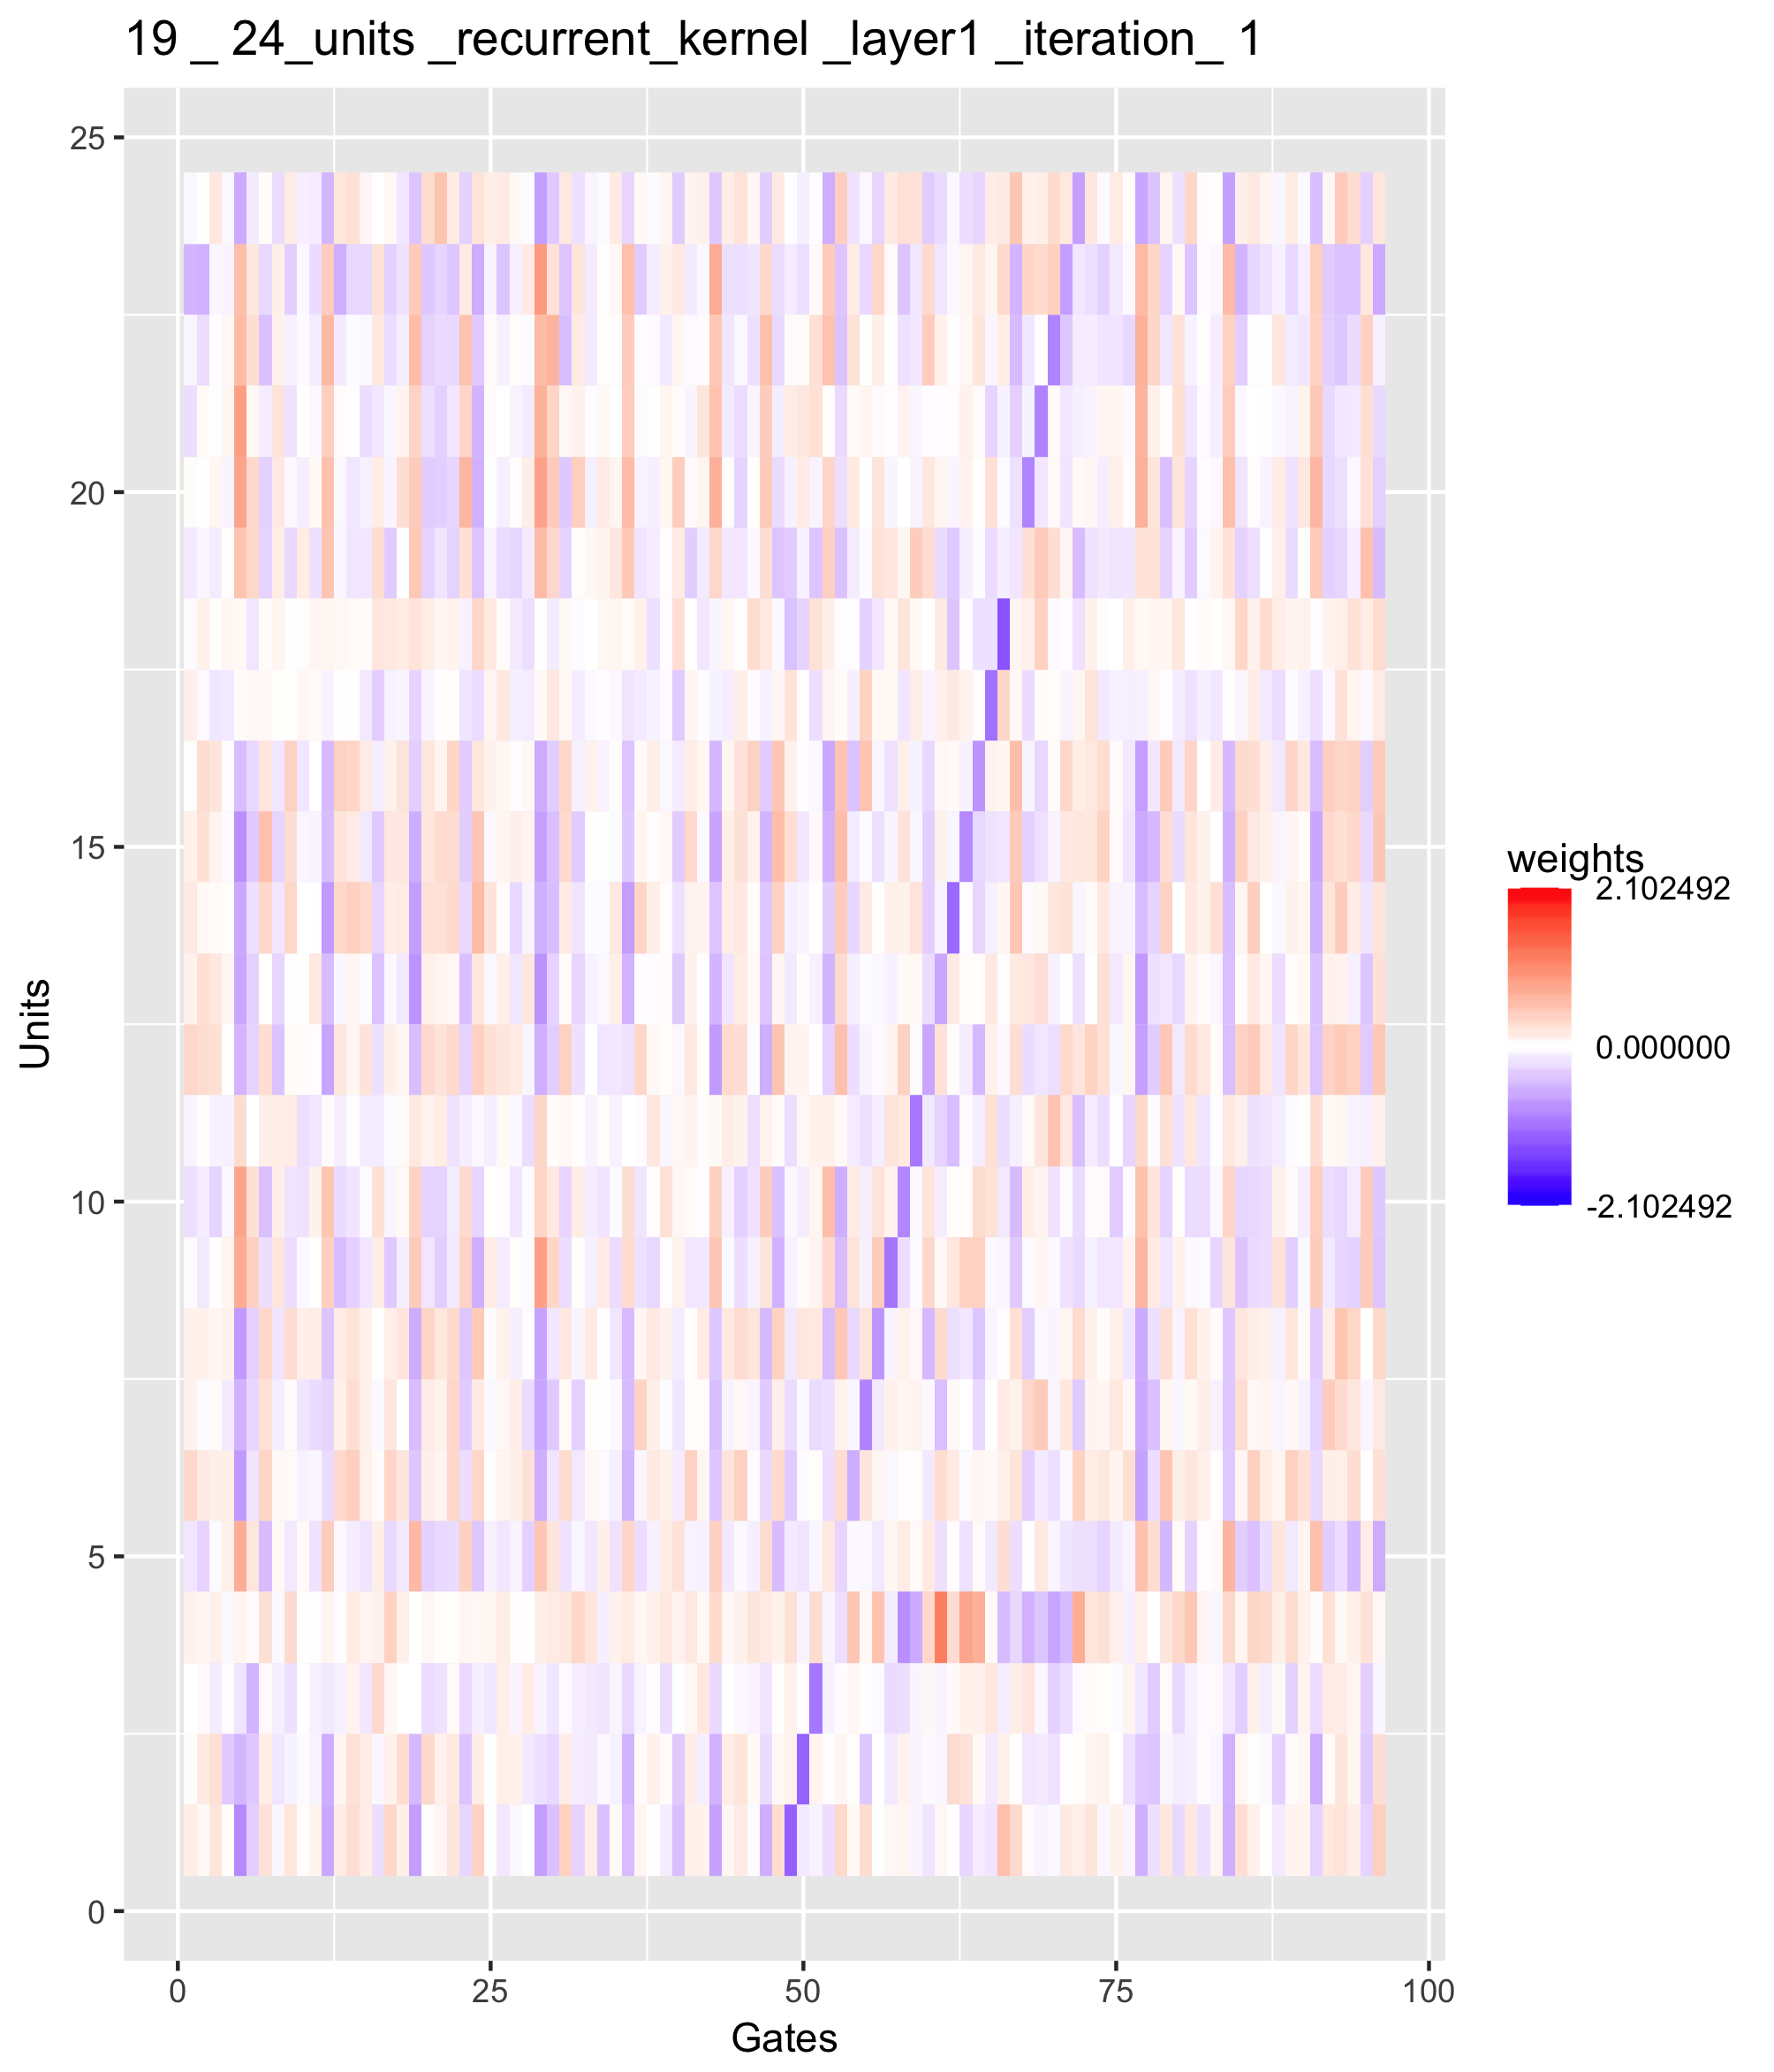 19 _ 24_units _recurrent_kernel _layer1 _iteration_ 1
25
20
15
10
5
0
Units
0 25 50 75 100
Gates
weights
2.102492
0.000000
-2.102492